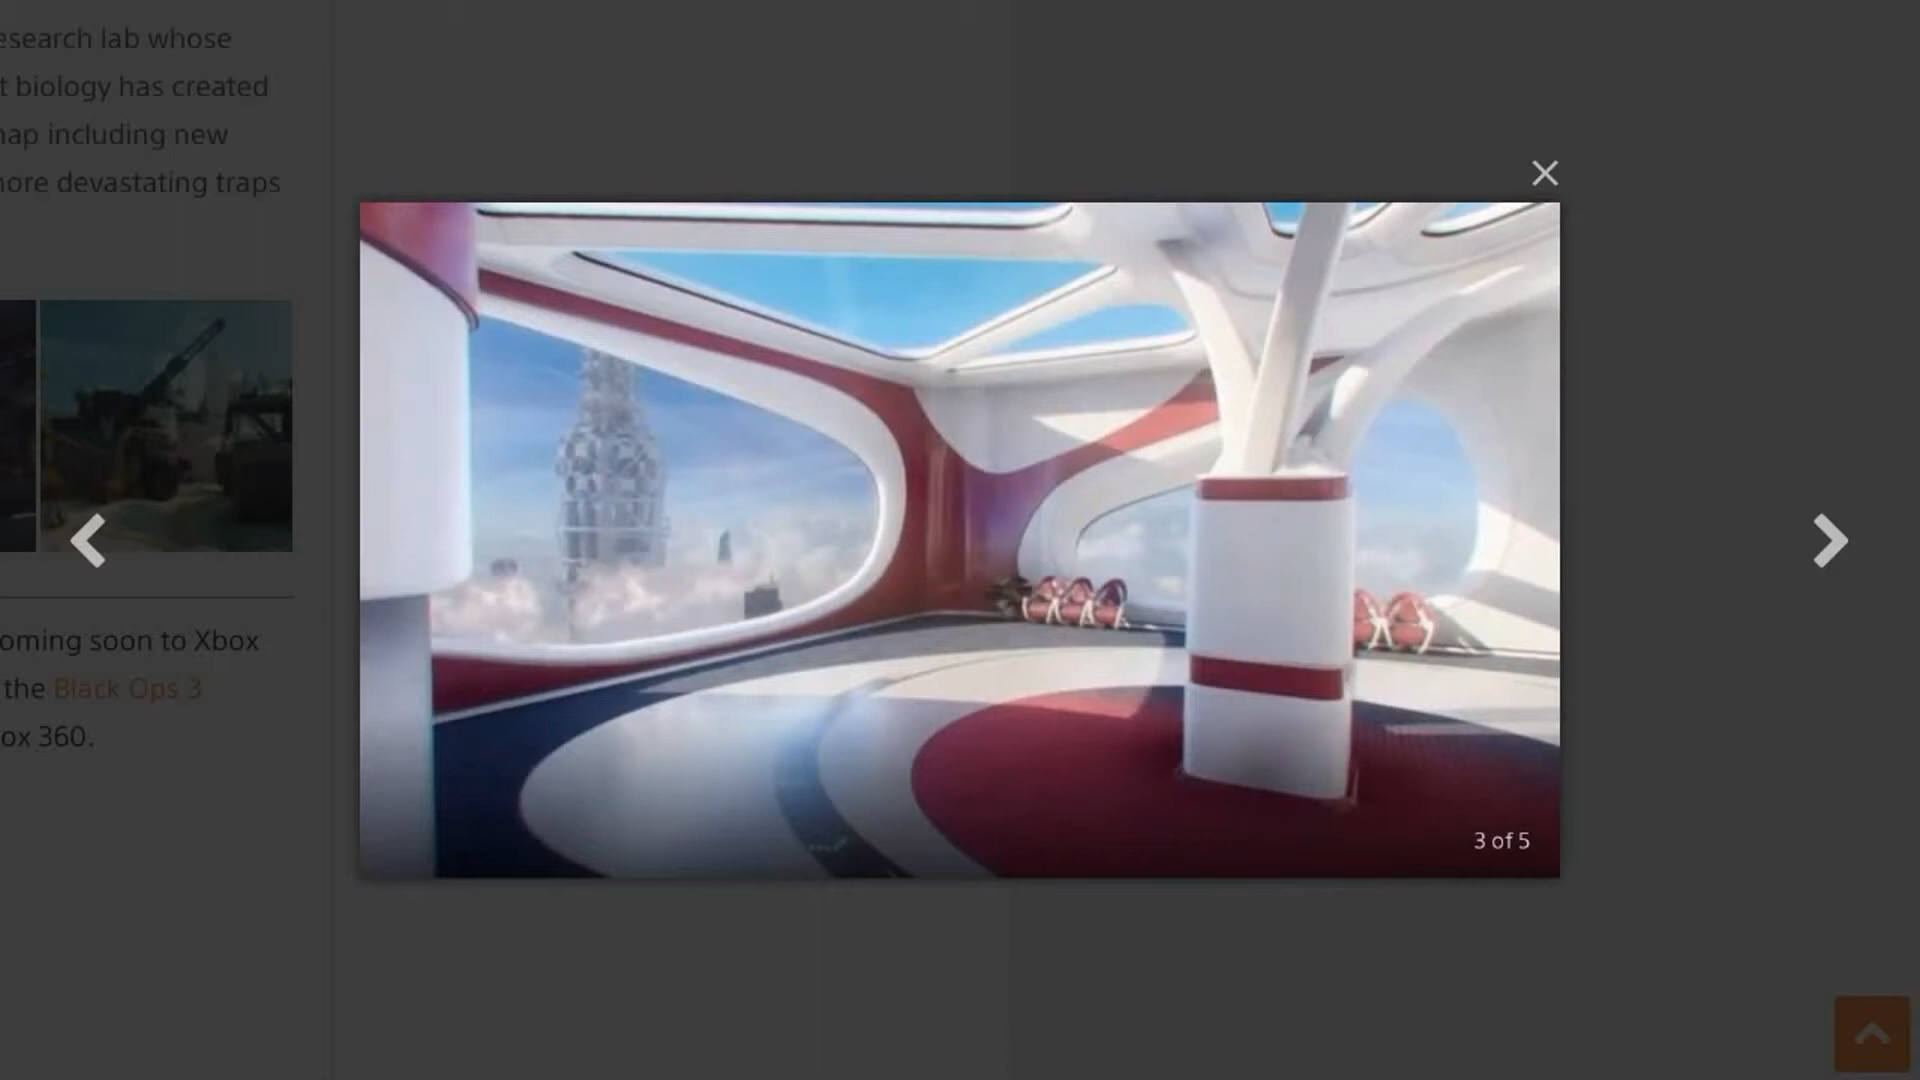 esearch lab whose
t biology has created
nap including new
nore devastating traps
oming soon to Xbox
the Black Ops 3
ox 360.
3 of 5